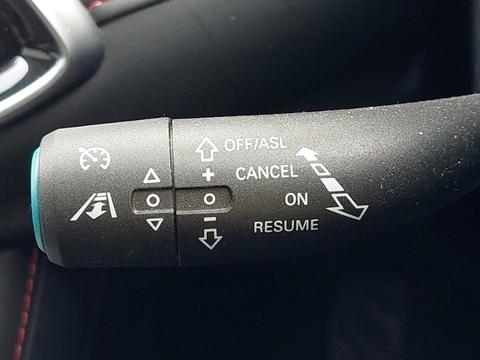 OFF/ASL
+ CANCEL
ON
– RESUME